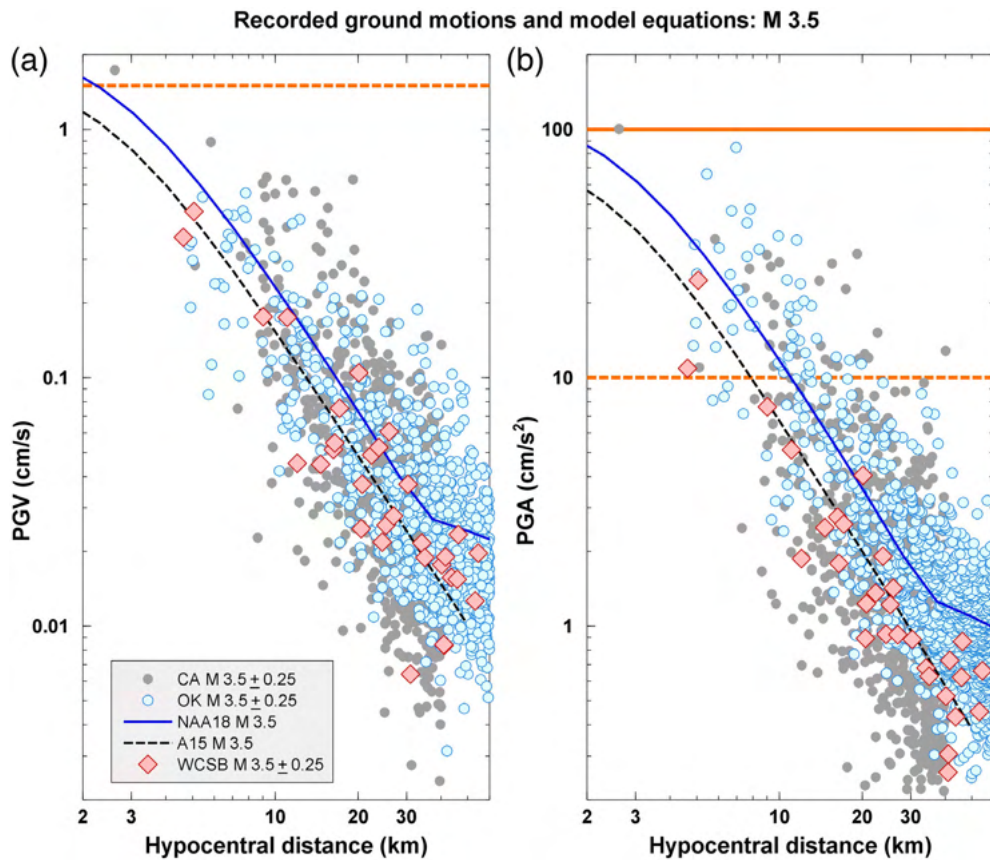 Recorded ground motions and model equations: M 3.5
(a)
PGV (cm/s)
1
0.1
0.01
2 3 10 20 30
Hypocentral distance (km)
CA M 3.5 ± 0.25
OK M 3.5 ± 0.25
NAA18 M 3.5
A15 M 3.5
WCSB M 3.5 ± 0.25
(b)
PGA (cm/s²)
100
10
1
2 3 10 20 30
Hypocentral distance (km)